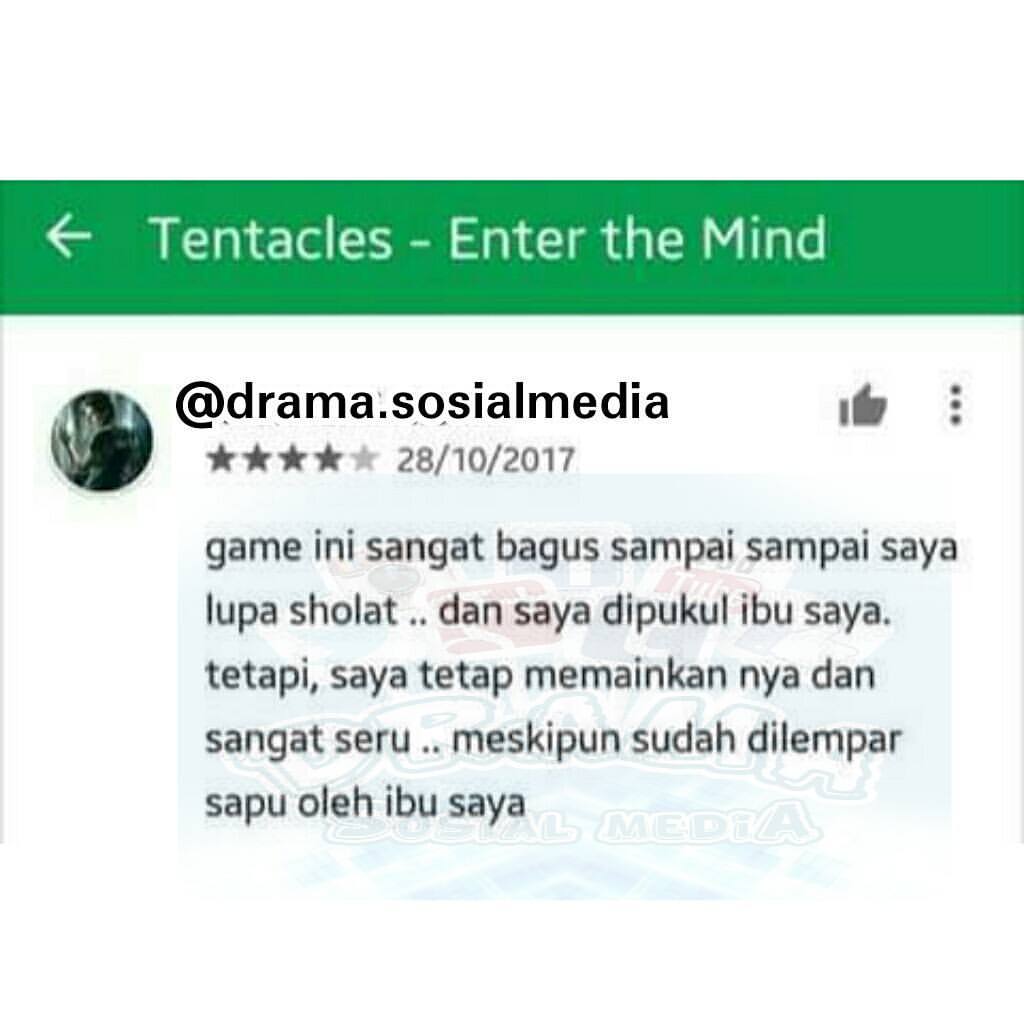 Tentacles - Enter the Mind
@drama.sosialmedia
28/10/2017
game ini sangat bagus sampai sampai saya
lupa sholat .. dan saya dipukul ibu saya.
tetapi, saya tetap memainkan nya dan
sangat seru .. meskipun sudah dilempar
sapu oleh ibu saya
DRAMA
SOSIAL MEDIA